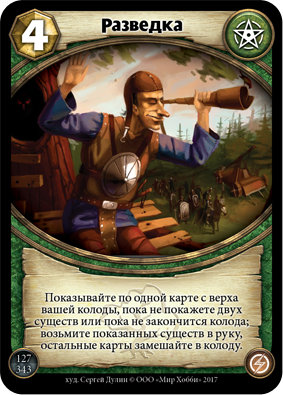 4
Разведка
Показывайте по одной карте с верха
вашей колоды, пока не покажете двух
существ или пока не закончится колода;
возьмите показанных существ в руку,
остальные карты замешайте в колоду.
127
343
худ. Сергей Дулин © ООО «Мир Хобби» 2017